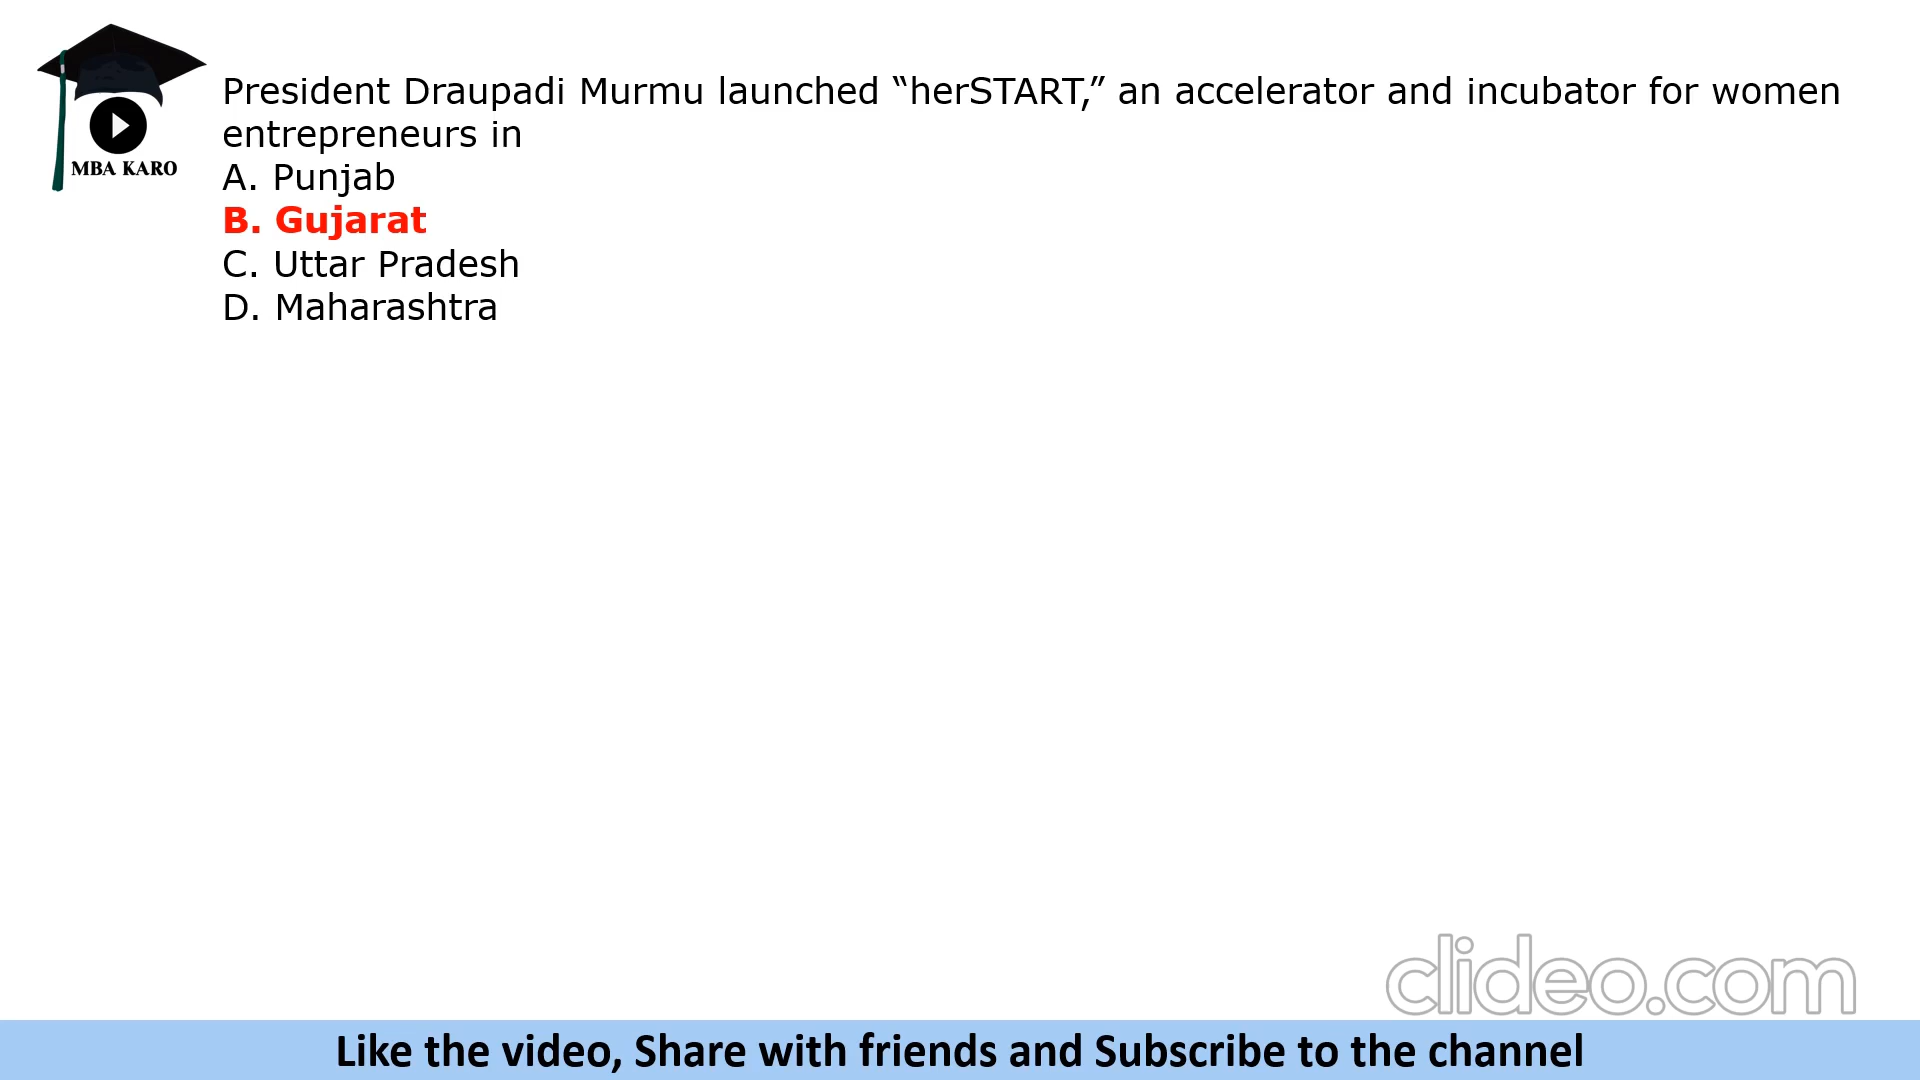 President Draupadi Murmu launched “herSTART,” an accelerator and incubator for women
entrepreneurs in
A. Punjab
B. Gujarat
C. Uttar Pradesh
D. Maharashtra
MBA KARO
clideo.com
Like the video, Share with friends and Subscribe to the channel